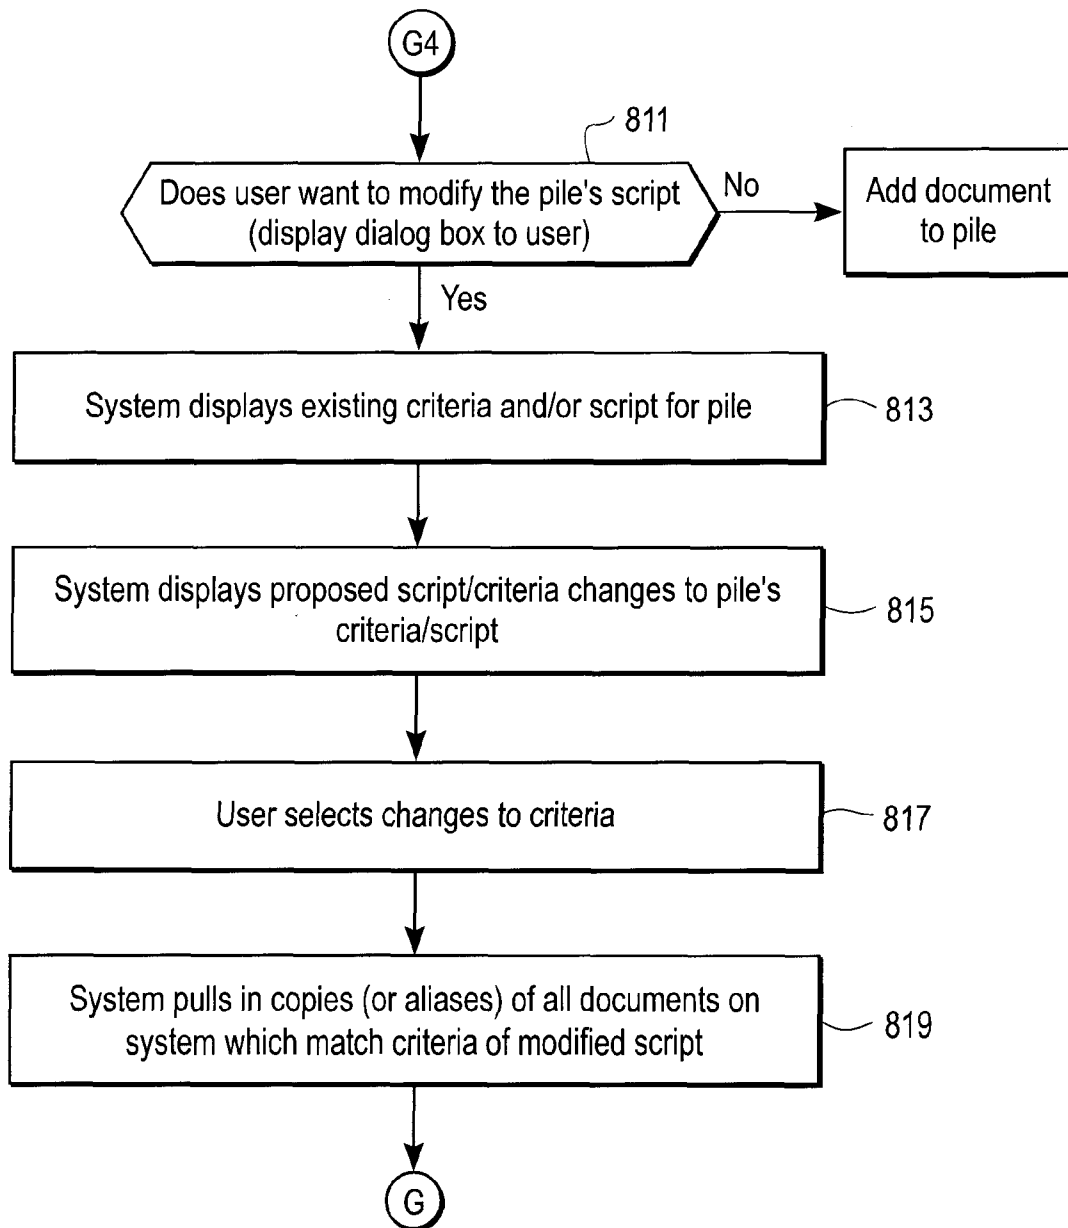 G4
811
Does user want to modify the pile's script
(display dialog box to user)
No
Add document
to pile
Yes
System displays existing criteria and/or script for pile
813
System displays proposed script/criteria changes to pile's
criteria/script
815
User selects changes to criteria
817
System pulls in copies (or aliases) of all documents on
system which match criteria of modified script
819
G